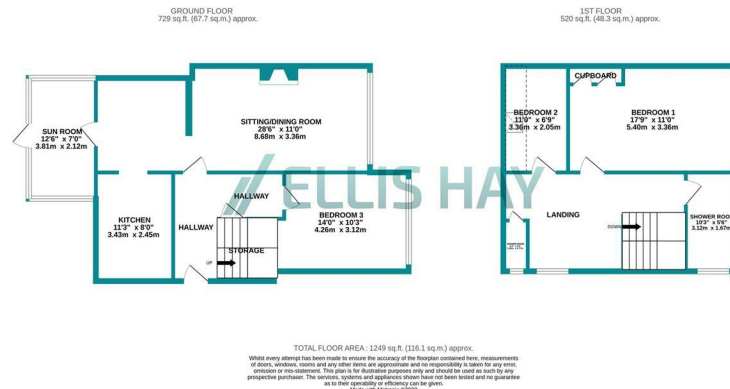 GROUND FLOOR
729 sq.ft. (67.7 sq.m.) approx.
1ST FLOOR
520 sq.ft. (48.3 sq.m.) approx.
SUN ROOM
12'6" x 7'0"
3.81m x 2.12m
SITTING/DINING ROOM
28'6" x 11'0"
8.68m x 3.36m
KITCHEN
11'3" x 8'0"
3.43m x 2.45m
HALLWAY
HALLWAY
STORAGE
UP
BEDROOM 3
14'0" x 10'3"
4.26m x 3.12m
CUPBOARD
BEDROOM 2
11'0" x 6'9"
3.36m x 2.05m
BEDROOM 1
17'9" x 11'0"
5.40m x 3.36m
LANDING
DOWN
SHOWER ROO
10'3" x 5'6"
3.12m x 1.67m
ELLIS HAY
TOTAL FLOOR AREA : 1249 sq.ft. (116.1 sq.m.) approx.
Whilst every attempt has been made to ensure the accuracy of the floorplan contained here, measurements
of doors, windows, rooms and any other items are approximate and no responsibility is taken for any error,
omission or mis-statement. This plan is for illustrative purposes only and should be used as such by any
prospective purchaser. The services, systems and appliances shown have not been tested and no guarantee
as to their operability or efficiency can be given.